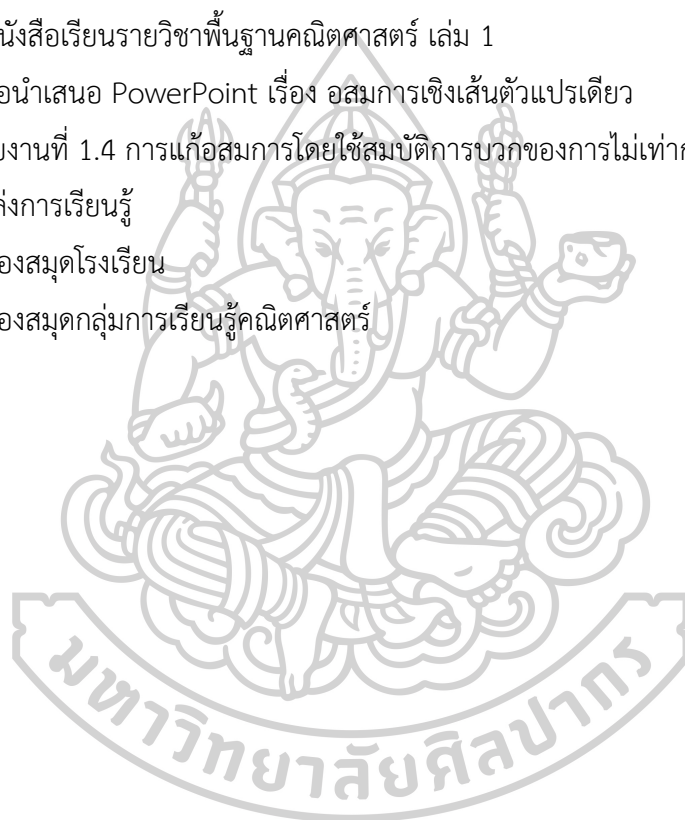 นังสือเรียนรายวิชาพื้นฐานคณิตศาสตร์ เล่ม 1
อนำเสนอ PowerPoint เรื่อง อสมการเชิงเส้นตัวแปรเดียว
บงานที่ 1.4 การแก้อสมการโดยใช้สมบัติการบวกของการไม่เท่าก
ล่งการเรียนรู้
องสมุดโรงเรียน
องสมุดกลุ่มการเรียนรู้คณิตศาสตร์
มหาวิทยาลัยศิลปากร